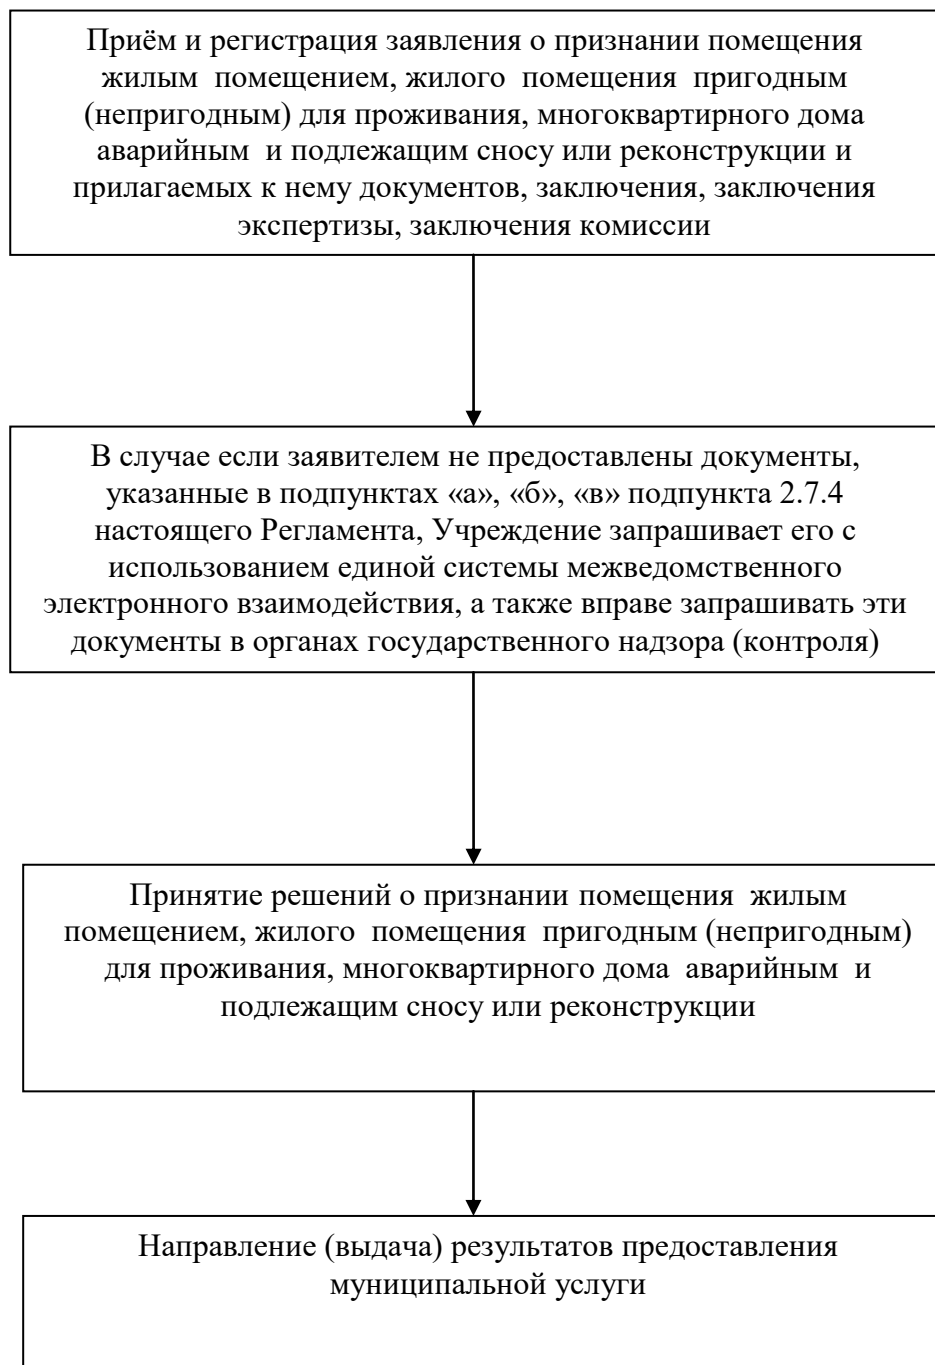 Приём и регистрация заявления о признании помещения
жилым помещением, жилого помещения пригодным
(непригодным) для проживания, многоквартирного дома
аварийным и подлежащим сносу или реконструкции и
прилагаемых к нему документов, заключения, заключения
экспертизы, заключения комиссии
В случае если заявителем не предоставлены документы,
указанные в подпунктах «а», «б», «в» подпункта 2.7.4
настоящего Регламента, Учреждение запрашивает его с
использованием единой системы межведомственного
электронного взаимодействия, а также вправе запрашивать эти
документы в органах государственного надзора (контроля)
Принятие решений о признании помещения жилым
помещением, жилого помещения пригодным (непригодным)
для проживания, многоквартирного дома аварийным и
подлежащим сносу или реконструкции
Направление (выдача) результатов предоставления
муниципальной услуги